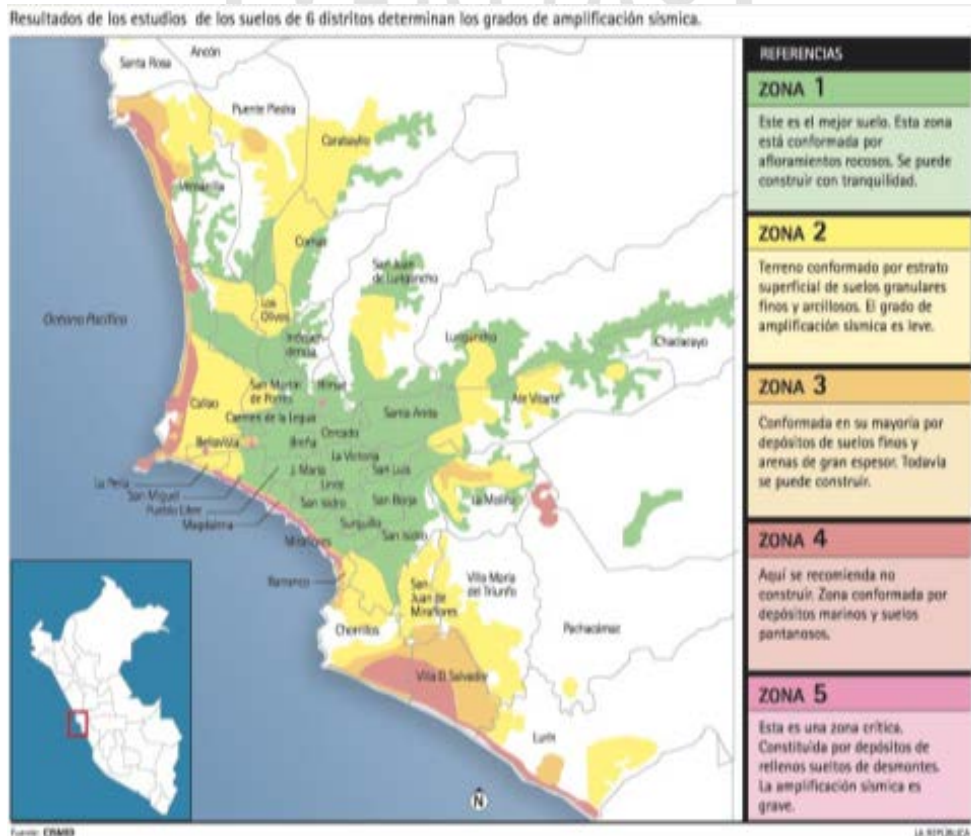 Resultados de los estudios de los suelos de 6 distritos determinan los grados de amplificación sísmica.
Ancón
Santa Rosa
Puente Piedra
Carabayllo
Ventanilla
Comas
San Juan
de Lurigancho
Océano Pacífico
Los
Olivos
Indepen-
dencia
Lurigancho
Chaclacayo
San Martín
de Porres
Rímac
Ate Vitarte
Callao
Carmen de la Legua
Santa Anita
Cercado
Bellavista
Breña
La Victoria
La Perla
J. María
San Luis
San Miguel
Lince
La Molina
Pueblo Libre
San Isidro
San Borja
Magdalena
Surquillo
San Isidro
Miraflores
Barranco
San
Juan de
Miraflores
Villa María
del Triunfo
Chorrillos
Pachacámac
Villa El Salvador
Lurín
N
REFERENCIAS
ZONA 1
Este es el mejor suelo. Esta zona
está conformada por
afloramientos rocosos. Se puede
construir con tranquilidad.
ZONA 2
Terreno conformado por estrato
superficial de suelos granulares
finos y arcillosos. El grado de
amplificación sísmica es leve.
ZONA 3
Conformada en su mayoría por
depósitos de suelos finos y
arenas de gran espesor. Todavía
se puede construir.
ZONA 4
Aquí se recomienda no
construir. Zona conformada por
depósitos marinos y suelos
pantanosos.
ZONA 5
Esta es una zona crítica.
Constituida por depósitos de
rellenos sueltos de desmontes.
La amplificación sísmica es
grave.
Fuente: CISMID
LA REPÚBLICA